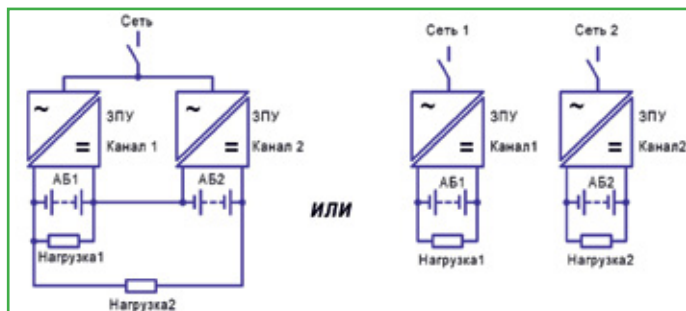 Сеть
~
=
ЗПУ
Канал 1
~
=
ЗПУ
Канал 2
АБ1
АБ2
Нагрузка1
Нагрузка2
ИЛИ
Сеть 1
~
=
ЗПУ
Канал1
АБ1
Нагрузка1
Сеть 2
~
=
ЗПУ
Канал2
АБ2
Нагрузка2